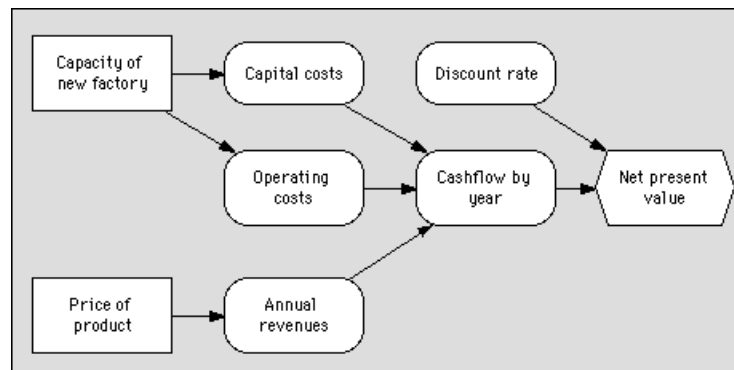 Capacity of
new factory
Capital costs
Discount rate
Operating
costs
Cashflow by
year
Net present
value
Price of
product
Annual
revenues